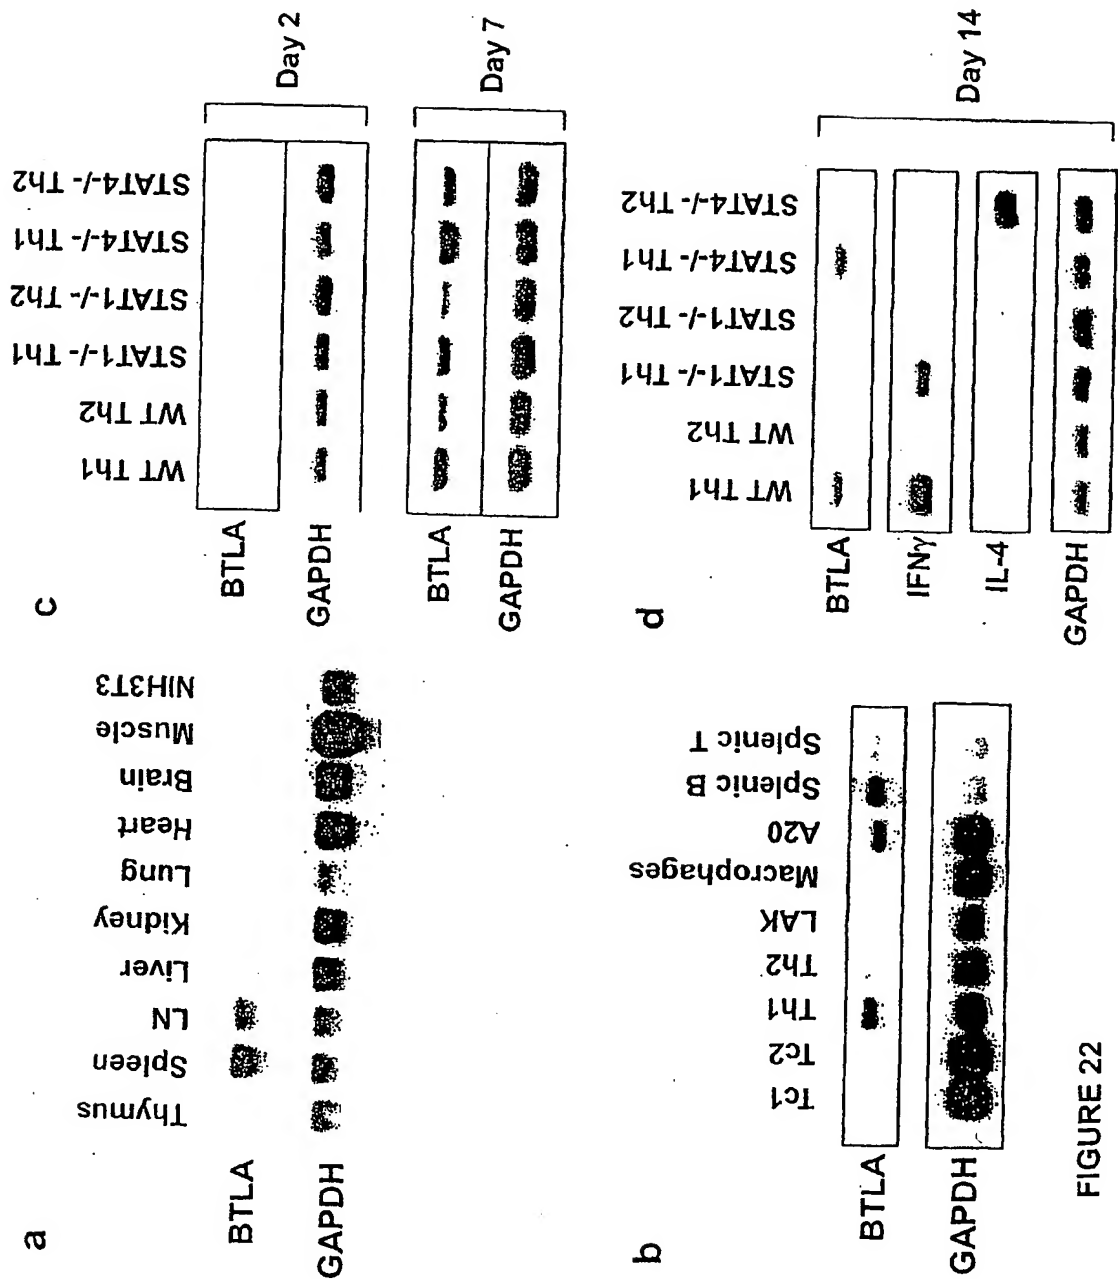 a
Thymus
Spleen
LN
Liver
Kidney
Lung
Heart
Brain
Muscle
NIH3T3
BTLA
GAPDH
b
Tc1
Tc2
Th1
Th2
LAK
Macrophages
A20
Splenic B
Splenic T
BTLA
GAPDH
c
WT Th1
WT Th2
STAT1-/- Th1
STAT1-/- Th2
STAT4-/- Th1
STAT4-/- Th2
BTLA
GAPDH
Day 2
BTLA
GAPDH
Day 7
d
WT Th1
WT Th2
STAT1-/- Th1
STAT1-/- Th2
STAT4-/- Th1
STAT4-/- Th2
BTLA
IFNγ
IL-4
GAPDH
Day 14
FIGURE 22